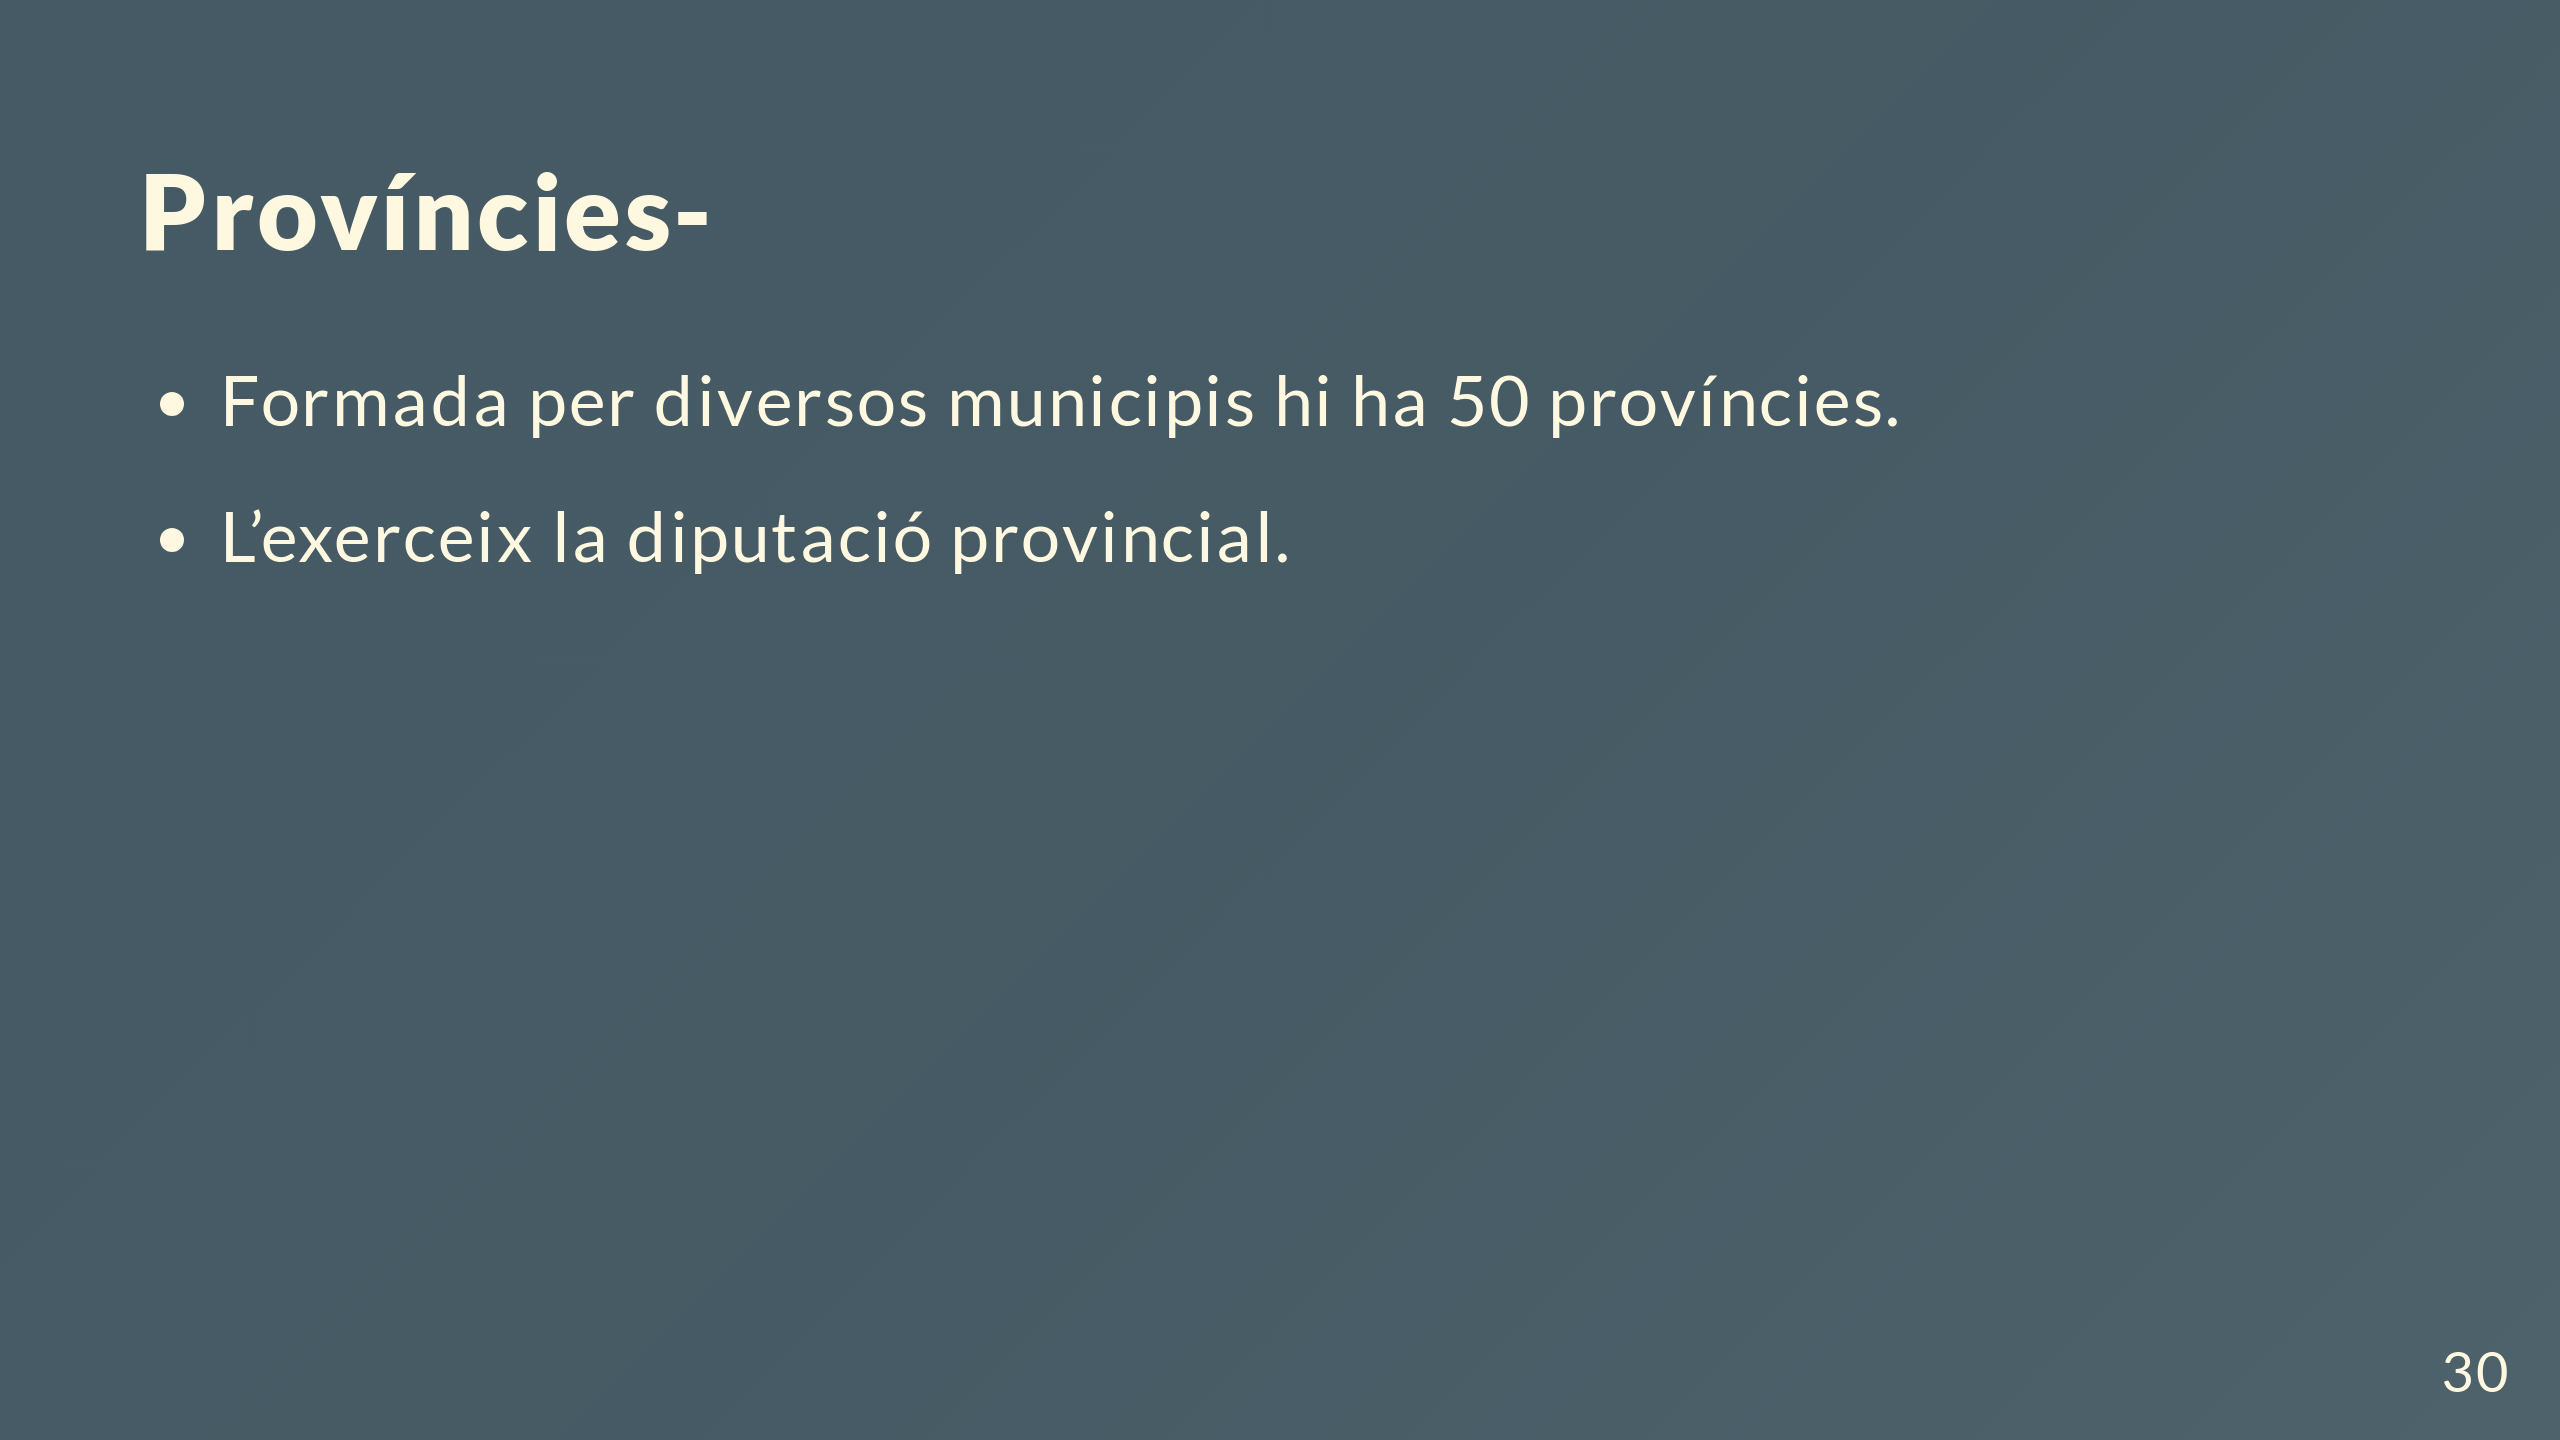 Províncies-
• Formada per diversos municipis hi ha 50 províncies.
• L’exerceix la diputació provincial.
30